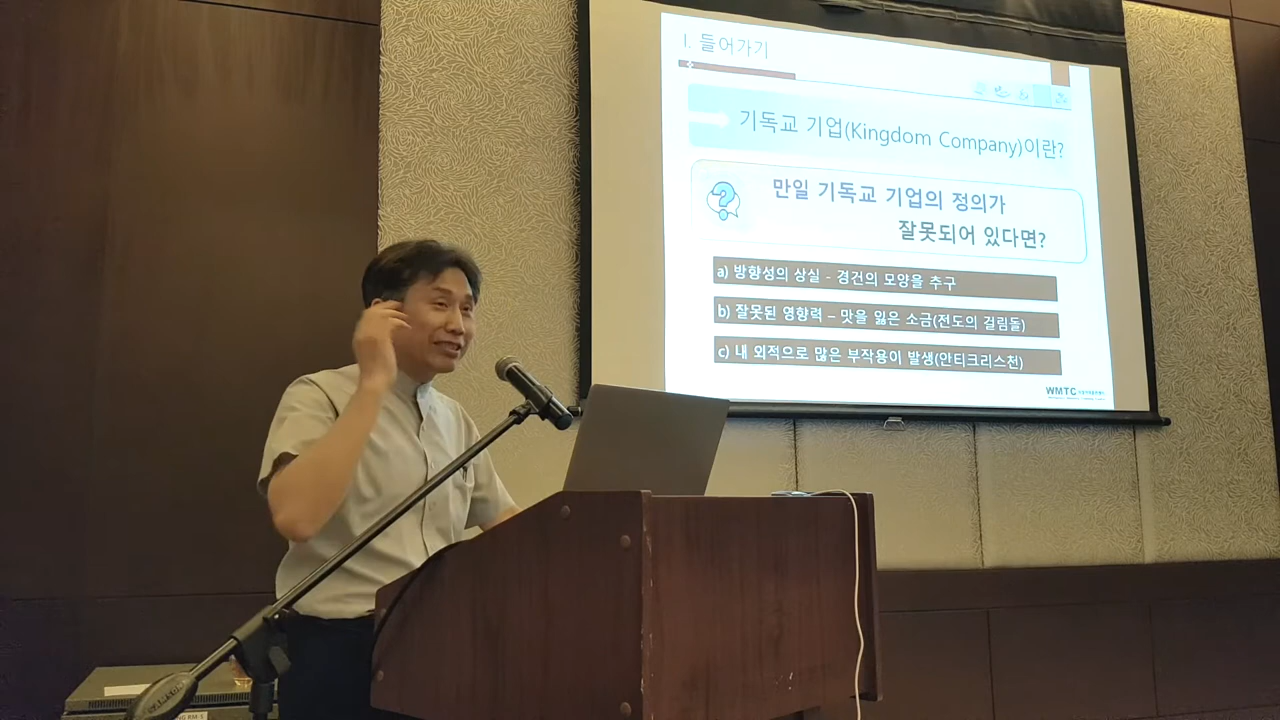 I. 들어가기
기독교 기업(Kingdom Company)이란?
만일 기독교 기업의 정의가
잘못되어 있다면?
a) 방향성의 상실 - 경건의 모양을 추구
b) 잘못된 영향력 – 맛을 잃은 소금(전도의 걸림돌)
c) 내 외적으로 많은 부작용이 발생(안티크리스천)
WMTC